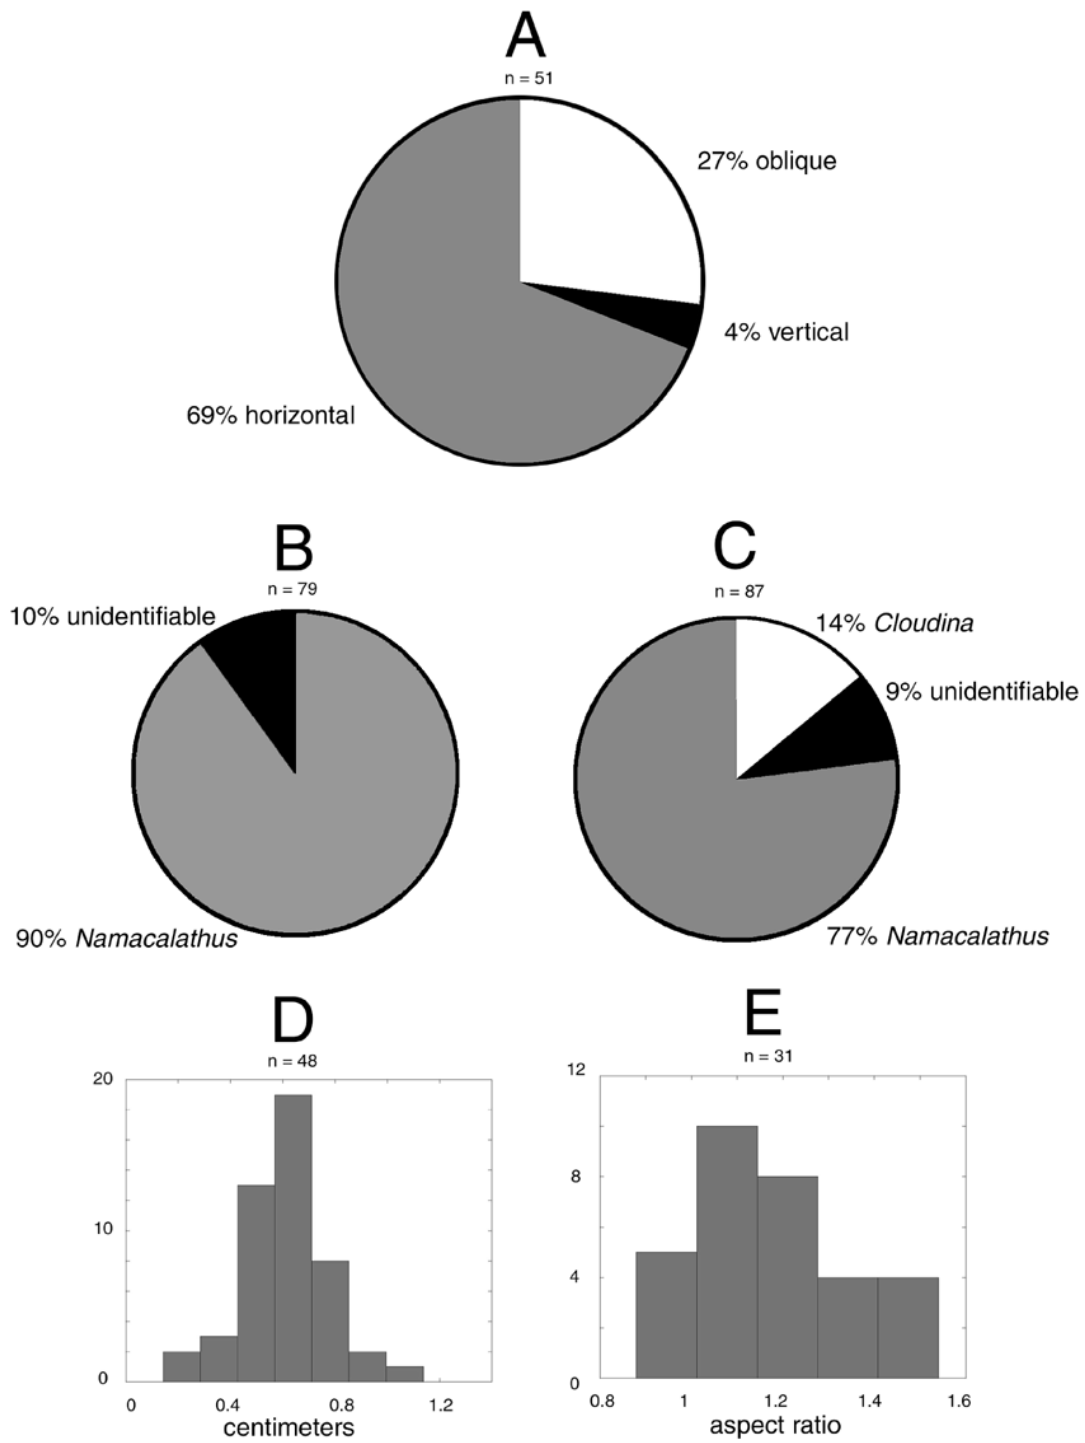 A
n = 51
27% oblique
4% vertical
69% horizontal
B
n = 79
10% unidentifiable
90% Namacalathus
C
n = 87
14% Cloudina
9% unidentifiable
77% Namacalathus
D
n = 48
20
10
0
0 0.4 0.8 1.2
centimeters
E
n = 31
12
8
4
0
0.8 1 1.2 1.4 1.6
aspect ratio